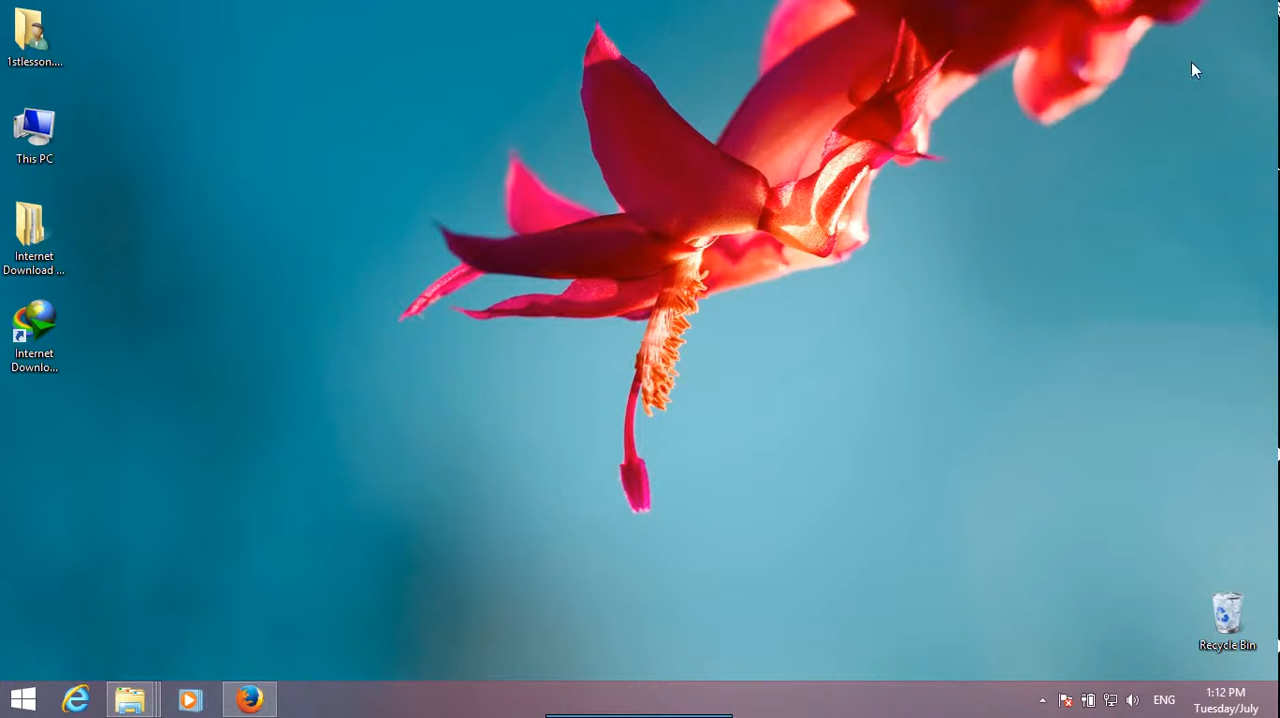 1stlesson....
This PC
Internet
Download ...
Internet
Downlo...
Recycle Bin
ENG
1:12 PM
Tuesday/July